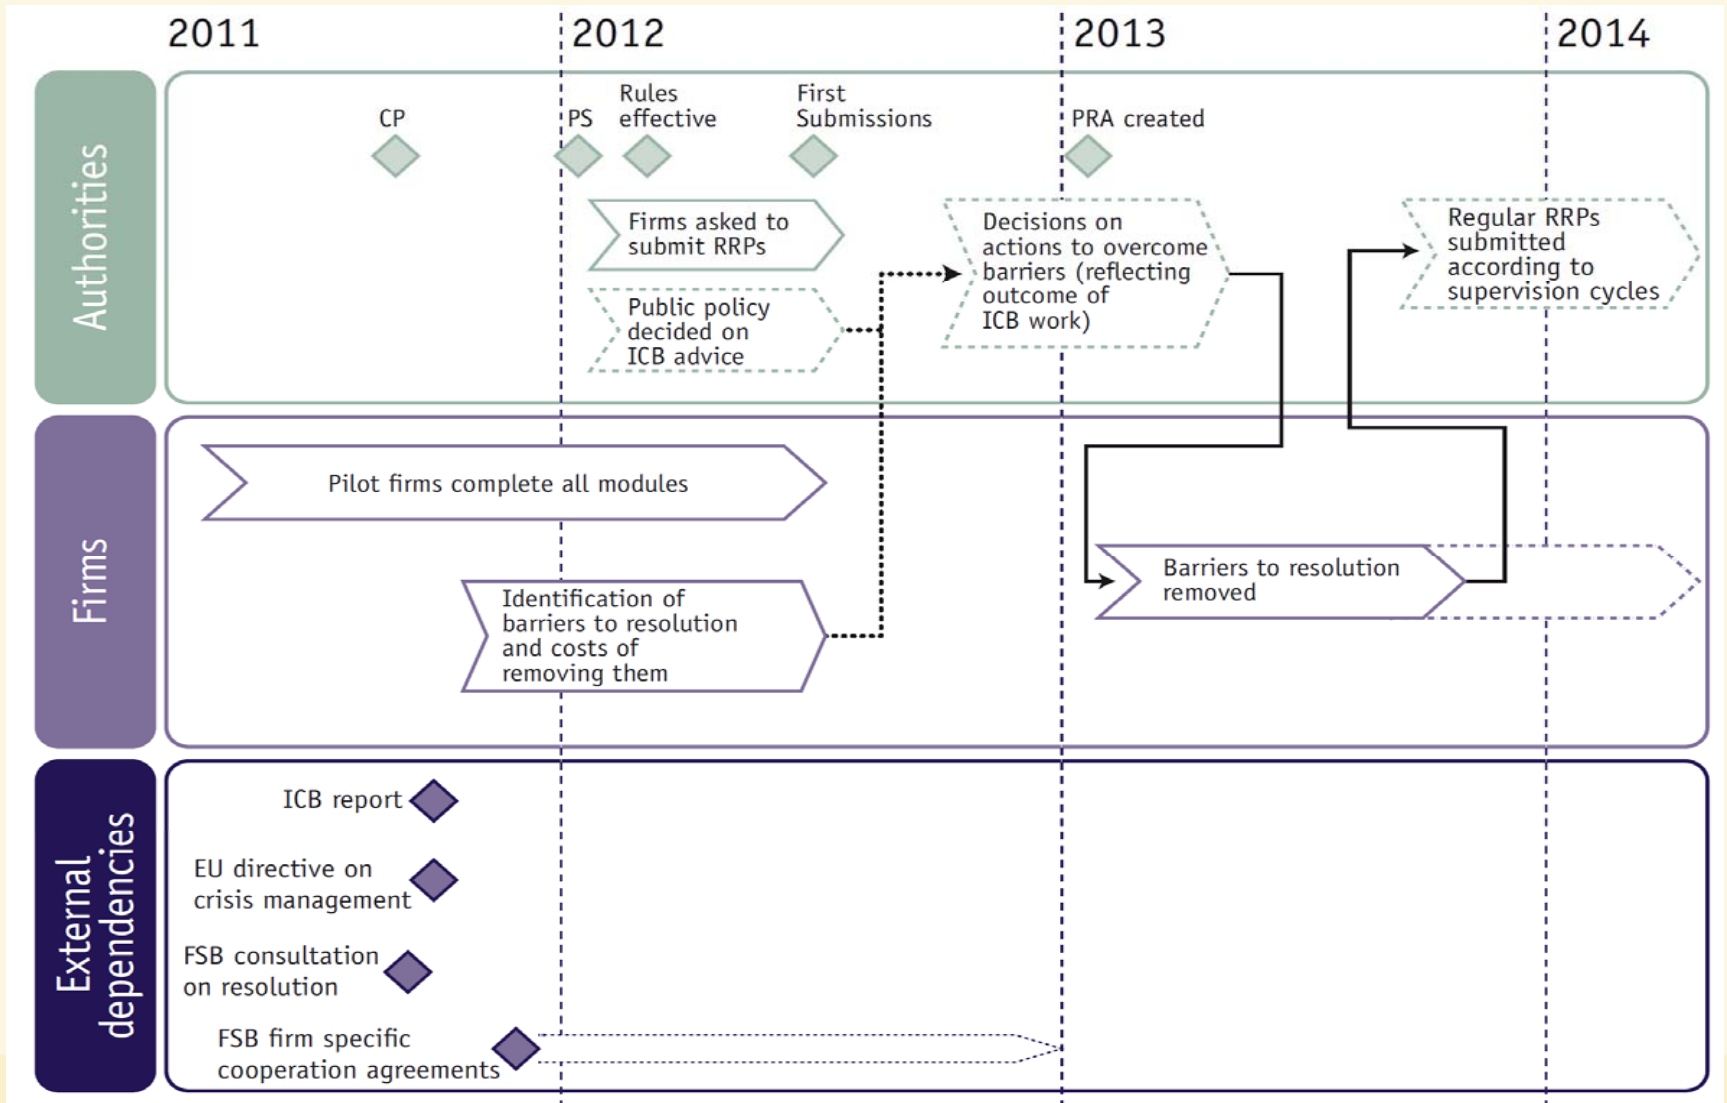 2011
2012
2013
2014
Authorities
CP
PS
Rules
effective
First
Submissions
PRA created
Firms asked to
submit RRPs
Public policy
decided on
ICB advice
Decisions on
actions to overcome
barriers (reflecting
outcome of
ICB work)
Regular RRPs
submitted
according to
supervision cycles
Firms
Pilot firms complete all modules
Identification of
barriers to resolution
and costs of
removing them
Barriers to resolution
removed
External
dependencies
ICB report
EU directive on
crisis management
FSB consultation
on resolution
FSB firm specific
cooperation agreements